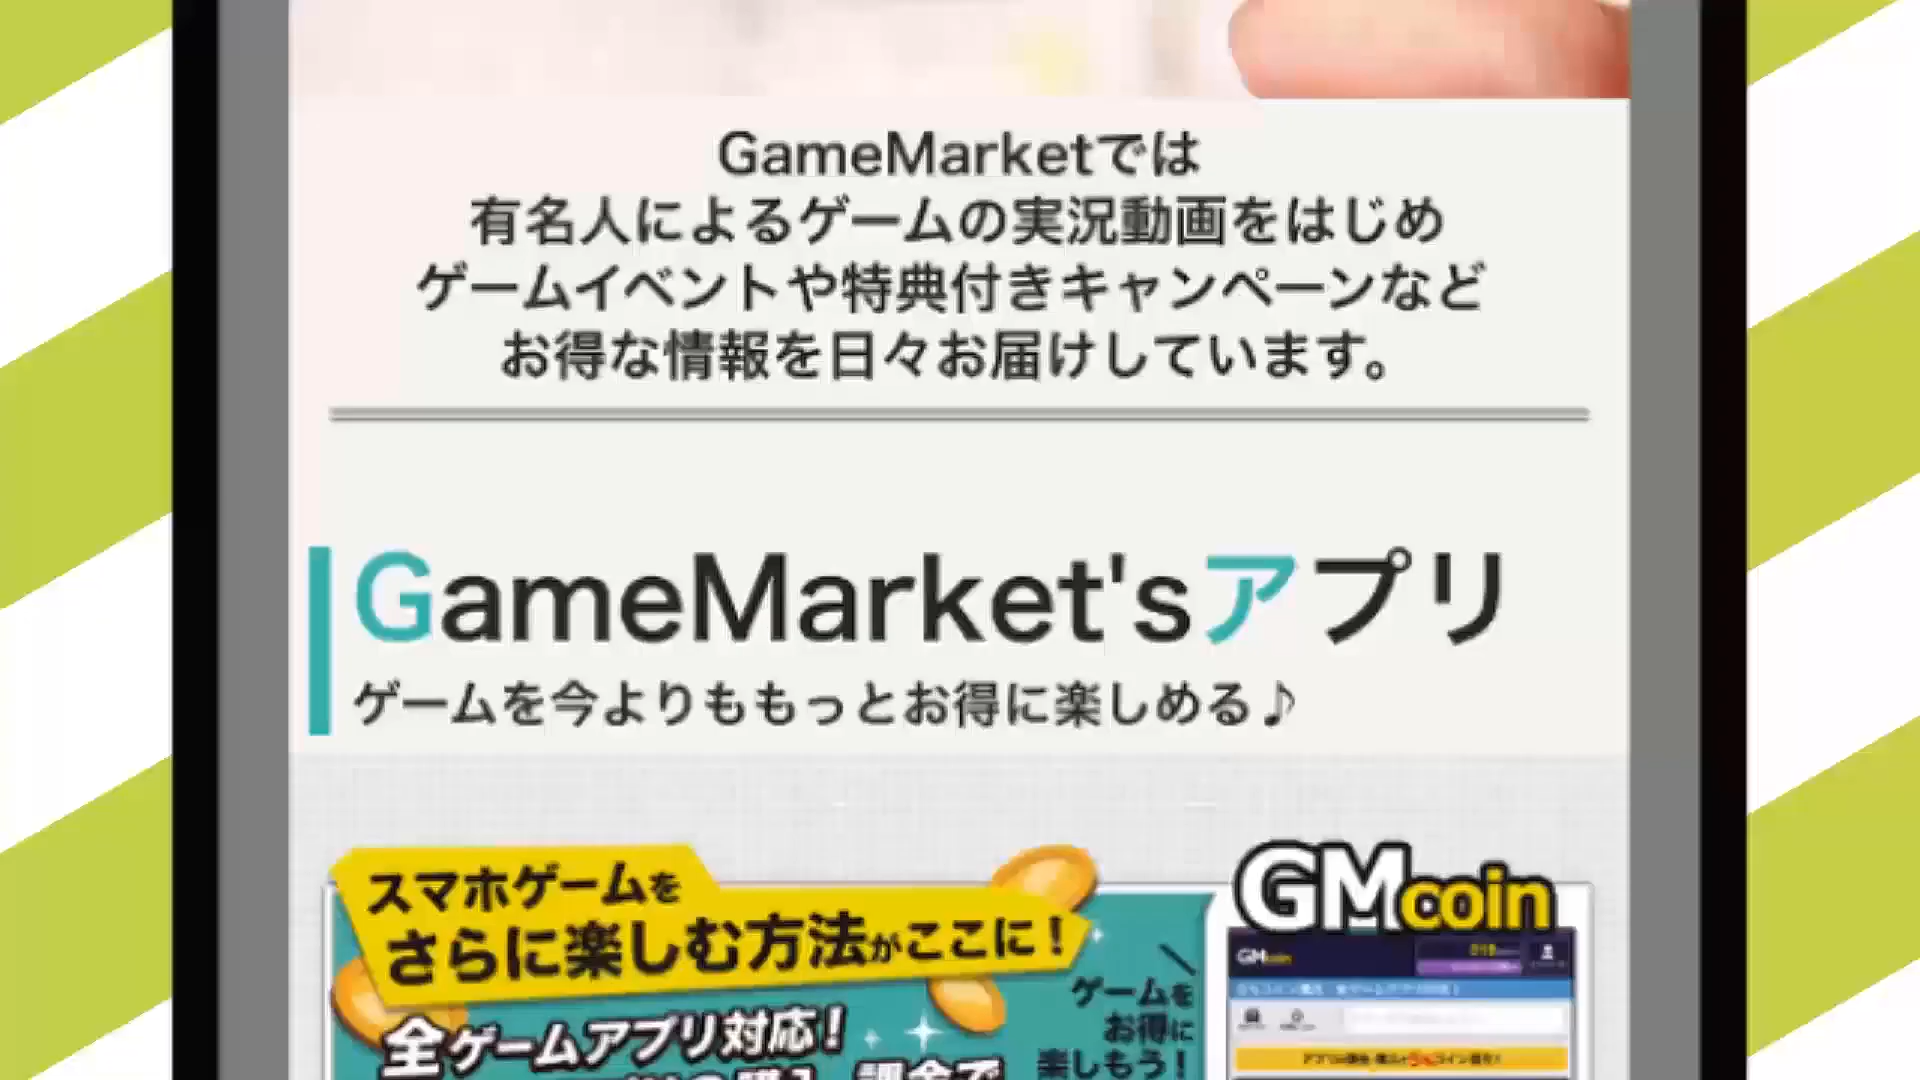 GameMarketでは
有名人によるゲームの実況動画をはじめ
ゲームイベントや特典付きキャンペーンなど
お得な情報を日々お届けしています。
GameMarket'sアプリ
ゲームを今よりももっとお得に楽しめる♪
スマホゲームを
さらに楽しむ方法がここに!
全ゲームアプリ対応!
課金で
ゲームを
お得に
楽しもう!
GMcoin
GMcoin